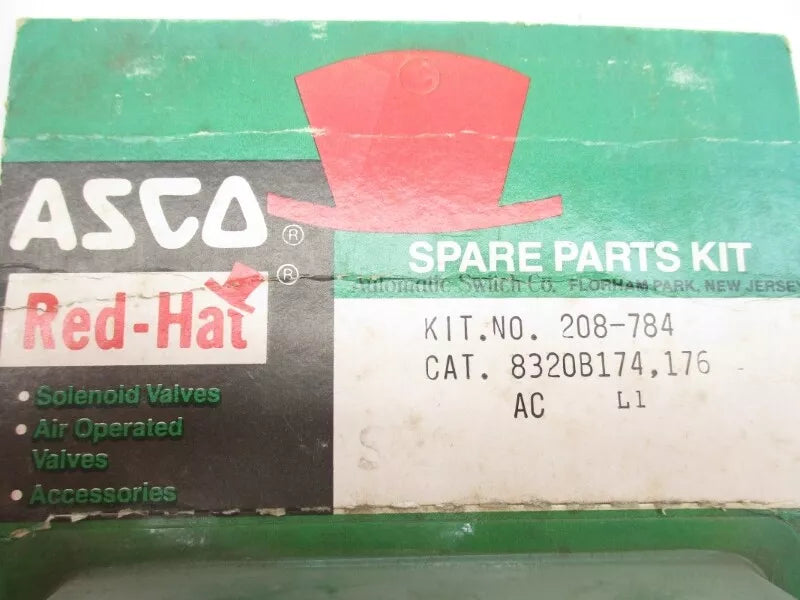 ASCO ®
Red-Hat ®
• Solenoid Valves
• Air Operated
Valves
• Accessories
SPARE PARTS KIT
Automatic Switch Co. FLORHAM PARK, NEW JERSEY
KIT.NO. 208-784
CAT. 8320B174,176
AC L1